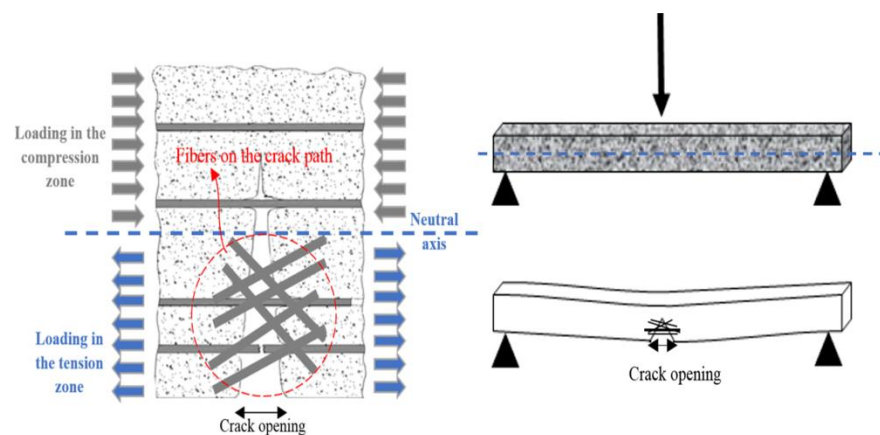 Loading in the
compression
zone
Fibers on the crack path
Neutral
axis
Loading in
the tension
zone
Crack opening
Crack opening